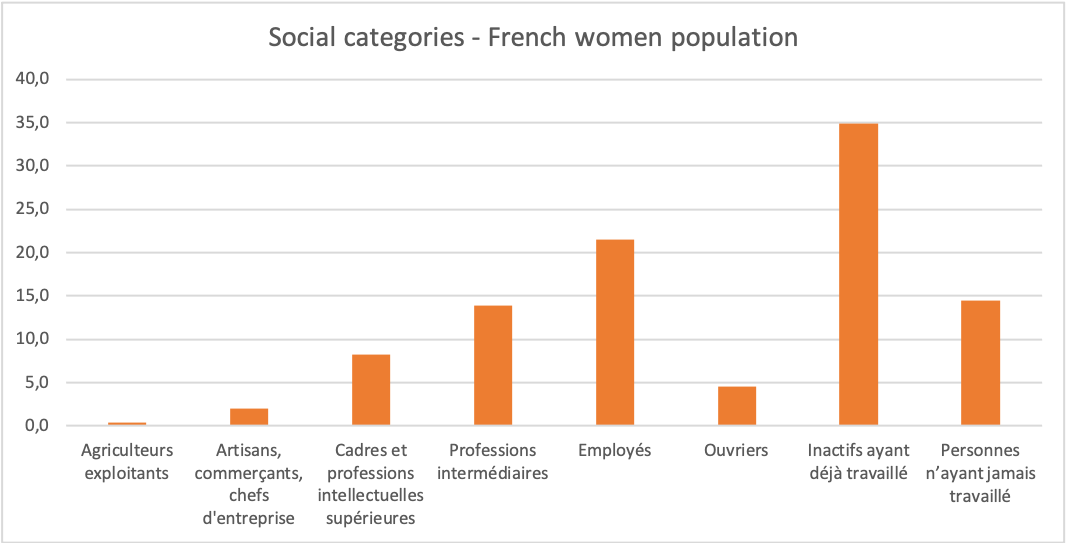 Social categories - French women population
40,0
35,0
30,0
25,0
20,0
15,0
10,0
5,0
0,0
Agriculteurs
exploitants
Artisans,
commerçants,
chefs
d'entreprise
Cadres et
professions
intellectuelles
supérieures
Professions
intermédiaires
Employés
Ouvriers
Inactifs ayant
déjà travaillé
Personnes
n’ayant jamais
travaillé